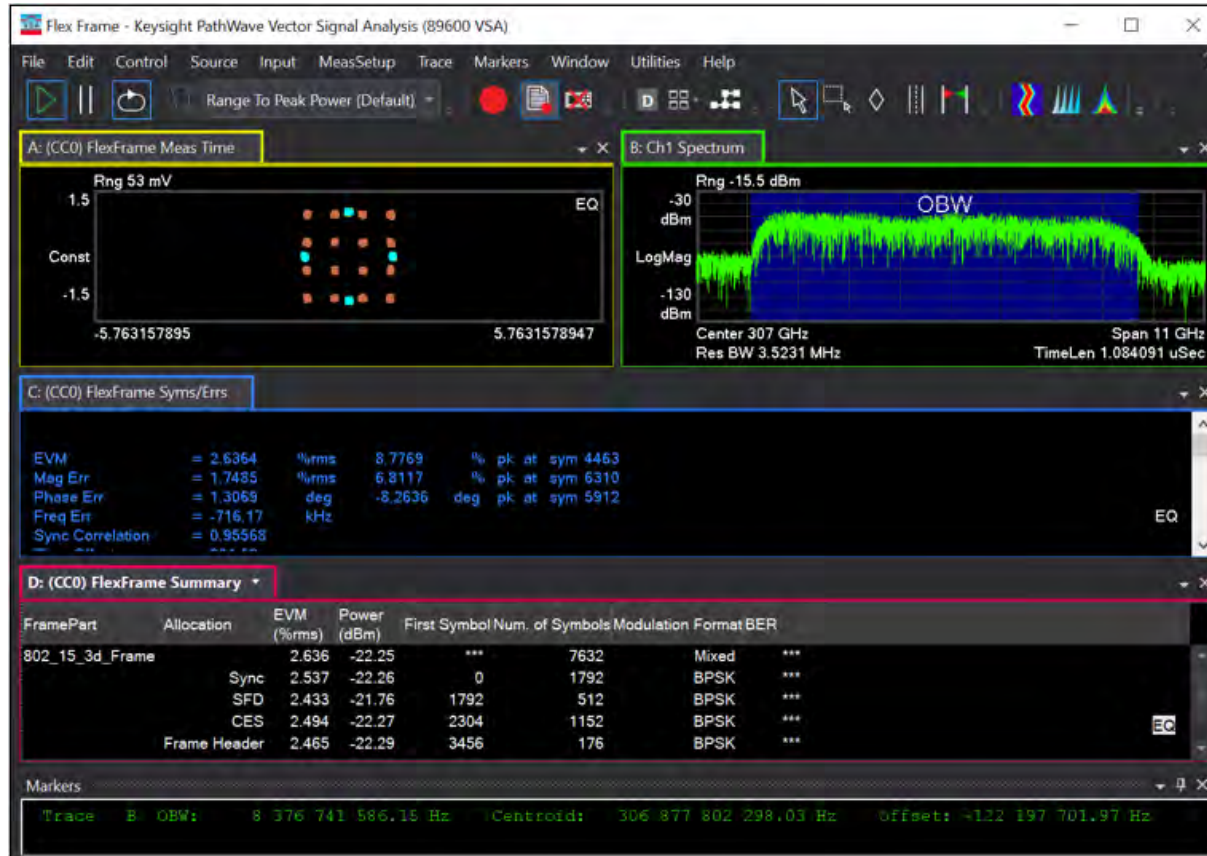 Flex Frame - Keysight PathWave Vector Signal Analysis (89600 VSA)
File Edit Control Source Input MeasSetup Trace Markers Window Utilities Help
Range To Peak Power (Default)
D
A: (CC0) FlexFrame Meas Time
Rng 53 mV
1.5
EQ
Const
-1.5
-5.763157895 5.7631578947
B: Ch1 Spectrum
Rng -15.5 dBm
-30
dBm
OBW
LogMag
-130
dBm
Center 307 GHz Span 11 GHz
Res BW 3.5231 MHz TimeLen 1.084091 uSec
C: (CC0) FlexFrame Syms/Errs
EVM = 2.6364 %rms 8.7769 % pk at sym 4463
Mag Err = 1.7485 %rms 6.8117 % pk at sym 6310
Phase Err = 1.3069 deg -8.2636 deg pk at sym 5912
Freq Err = -716.17 kHz
EQ
Sync Correlation = 0.95568
D: (CC0) FlexFrame Summary
FramePart Allocation EVM (%rms) Power (dBm) First Symbol Num. of Symbols Modulation Format BER
802_15_3d_Frame 2.636 -22.25 *** 7632 Mixed ***
Sync 2.537 -22.26 0 1792 BPSK ***
SFD 2.433 -21.76 1792 512 BPSK ***
CES 2.494 -22.27 2304 1152 BPSK ***
EQ
Frame Header 2.465 -22.29 3456 176 BPSK ***
Markers
Trace B OBW: 8 376 741 586.15 Hz Centroid: 306 877 802 298.03 Hz Offset: -122 197 701.97 Hz